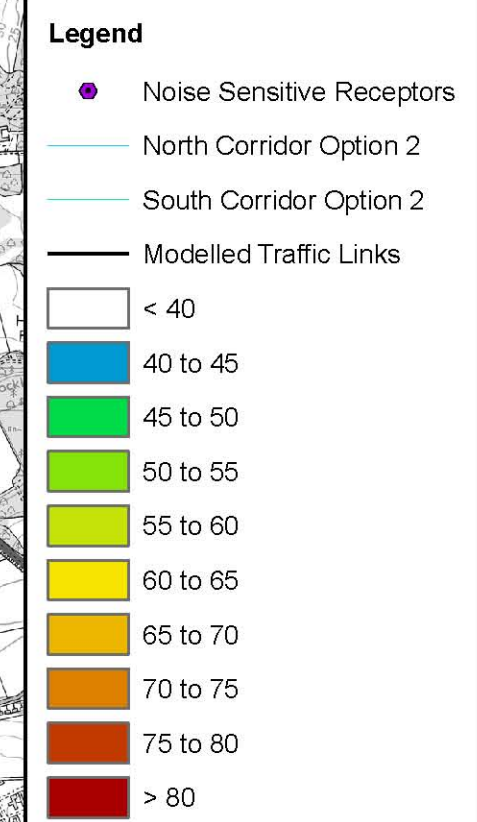 Legend
Noise Sensitive Receptors
North Corridor Option 2
South Corridor Option 2
Modelled Traffic Links
< 40
40 to 45
45 to 50
50 to 55
55 to 60
60 to 65
65 to 70
70 to 75
75 to 80
> 80